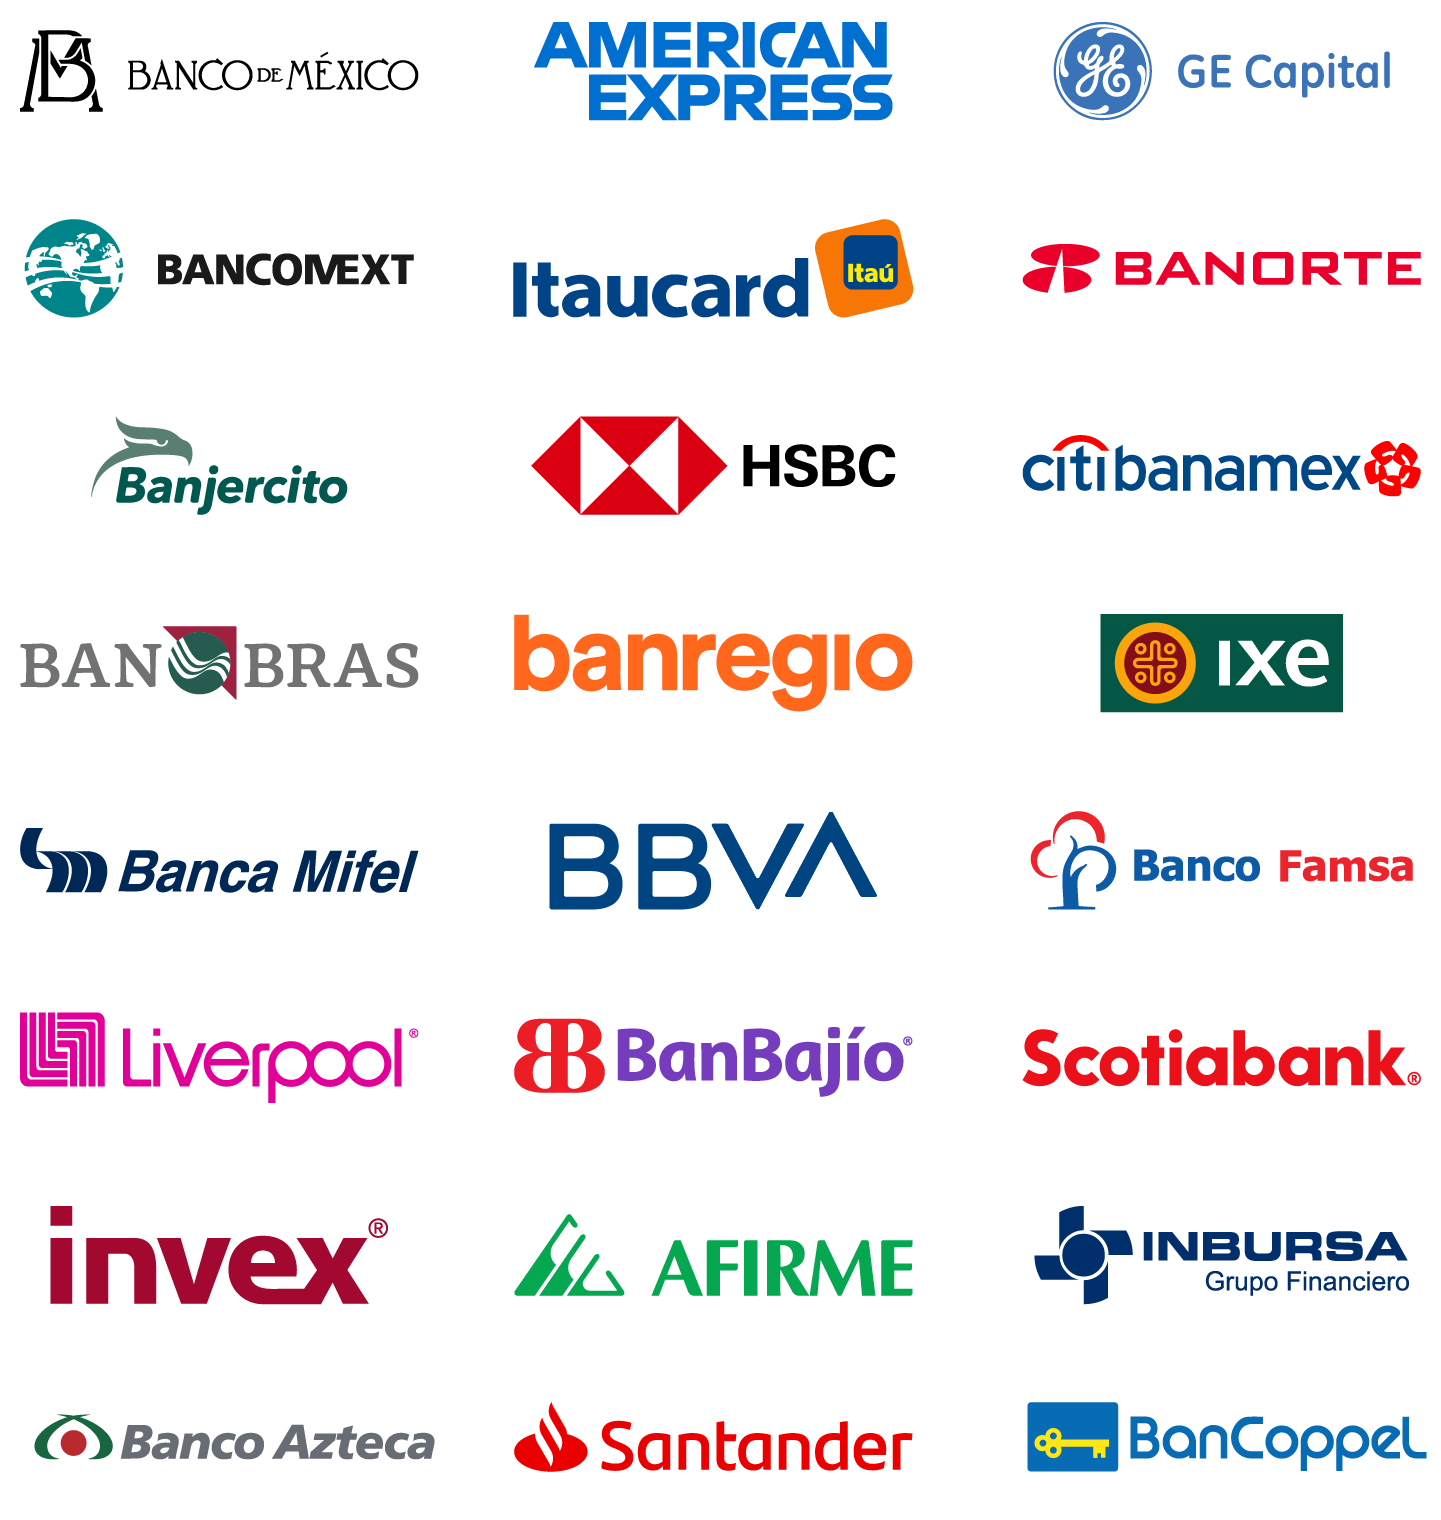 BANCO DE MÉXICO
AMERICAN
EXPRESS
GE Capital
BANCOMEXT
Itaucard Itaú
BANORTE
Banjercito
HSBC
citibanamex
BANOBRAS
banregio
ixe
Banca Mifel
BBVA
Banco Famsa
Liverpool®
BanBajío®
Scotiabank®
invex®
AFIRME
INBURSA
Grupo Financiero
Banco Azteca
Santander
BanCoppel